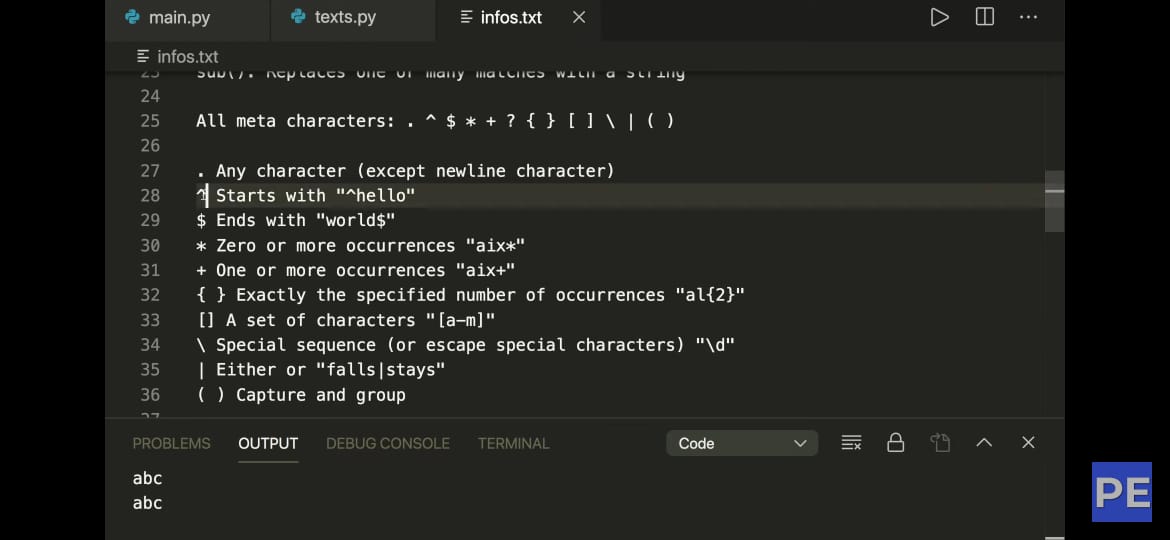 main.py
texts.py
infos.txt
infos.txt
23 sub(): Replaces one or many matches with a string
24
25 All meta characters: . ^ $ * + ? { } [ ] \ | ( )
26
27 . Any character (except newline character)
28 ^ Starts with "^hello"
29 $ Ends with "world$"
30 * Zero or more occurrences "aix*"
31 + One or more occurrences "aix+"
32 { } Exactly the specified number of occurrences "al{2}"
33 [] A set of characters "[a-m]"
34 \ Special sequence (or escape special characters) "\d"
35 | Either or "falls|stays"
36 ( ) Capture and group
37
PROBLEMS OUTPUT DEBUG CONSOLE TERMINAL Code
abc
abc
PE